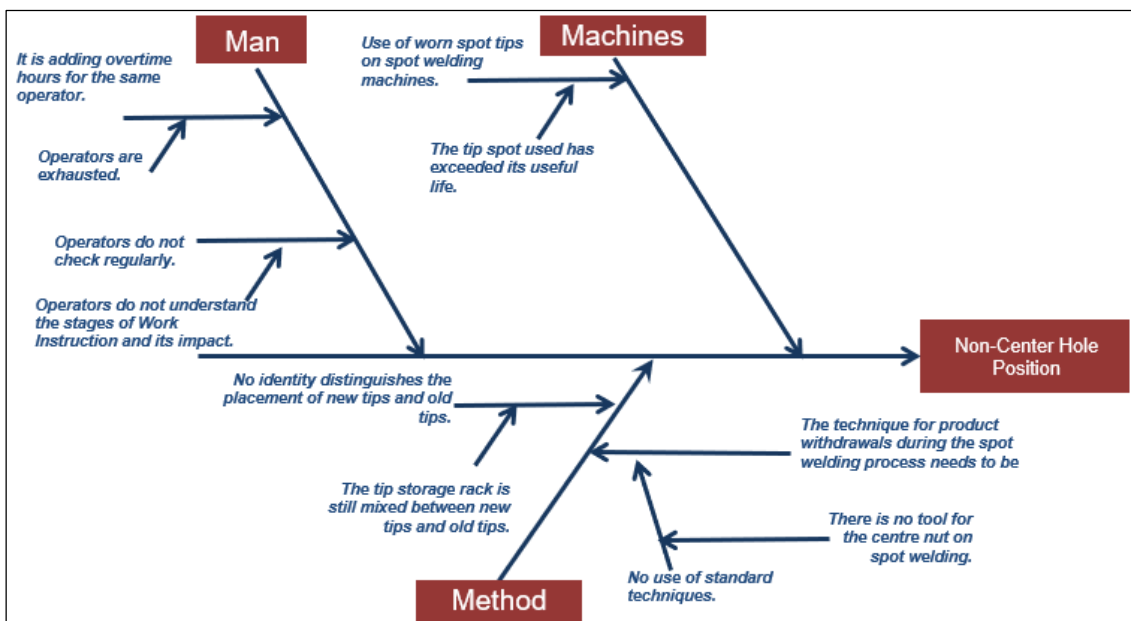 Man
Machines
It is adding overtime
hours for the same
operator.
Use of worn spot tips
on spot welding
machines.
Operators are
exhausted.
The tip spot used has
exceeded its useful
life.
Operators do not
check regularly.
Operators do not understand
the stages of Work
Instruction and its impact.
Non-Center Hole
Position
No identity distinguishes the
placement of new tips and old
tips.
The technique for product
withdrawals during the spot
welding process needs to be
The tip storage rack is
still mixed between new
tips and old tips.
There is no tool for
the centre nut on
spot welding.
No use of standard
techniques.
Method